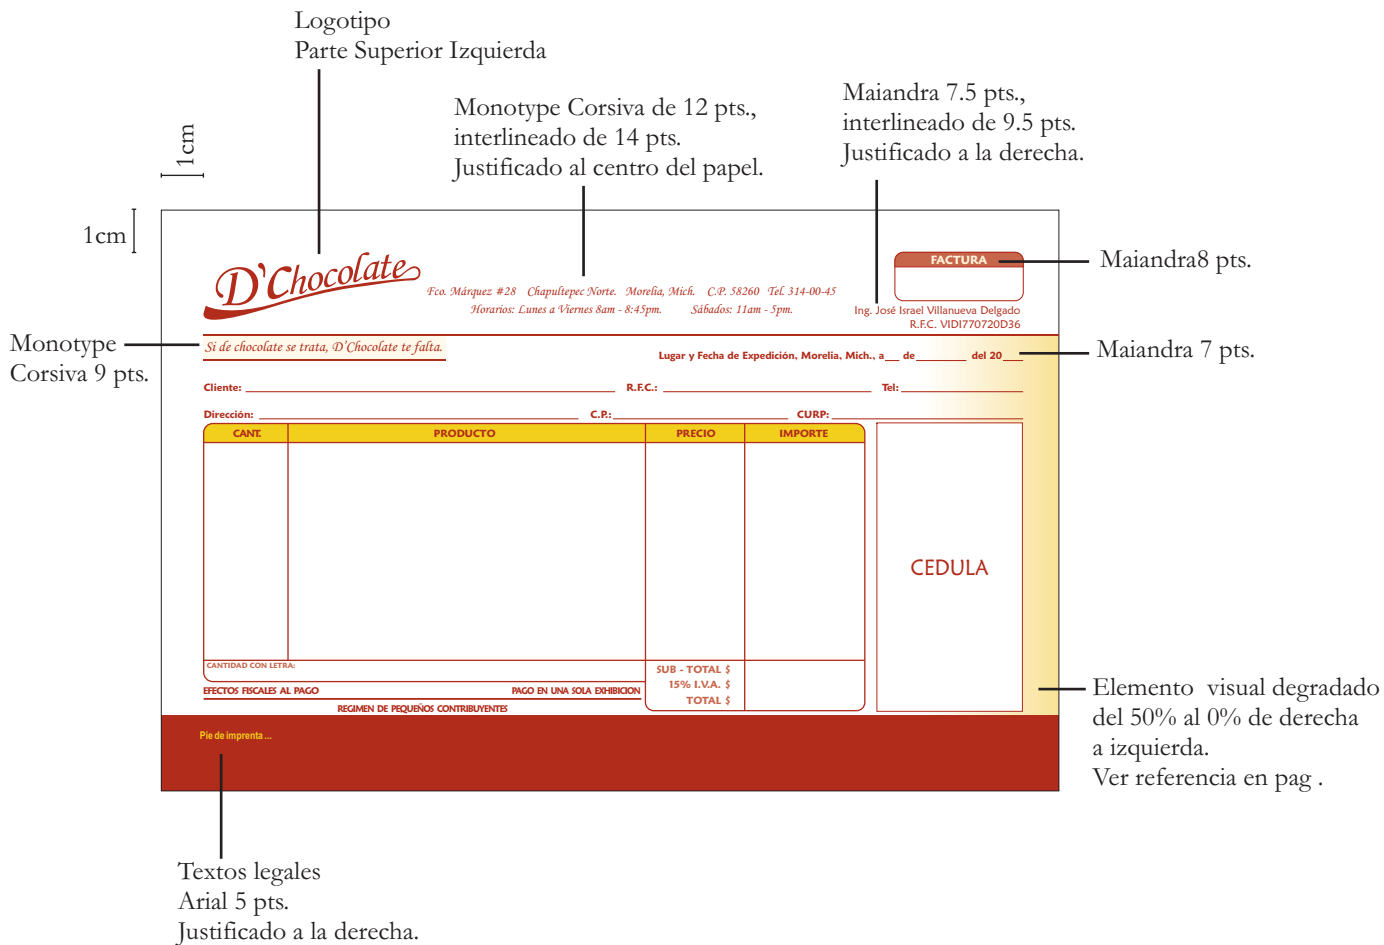 Logotipo
Parte Superior Izquierda
Monotype Corsiva de 12 pts.,
interlineado de 14 pts.
Justificado al centro del papel.
Maiandra 7.5 pts.,
interlineado de 9.5 pts.
Justificado a la derecha.
1cm
1cm
D'Chocolate
Fco. Márquez #28 Chapultepec Norte. Morelia, Mich. C.P. 58260 Tel. 314-00-45
Horarios: Lunes a Viernes 8am - 8:45pm. Sábados: 11am - 5pm.
FACTURA
Maiandra8 pts.
Ing. José Israel Villanueva Delgado
R.F.C. VIDI770720D36
Monotype
Corsiva 9 pts.
Si de chocolate se trata, D'Chocolate te falta.
Lugar y Fecha de Expedición, Morelia, Mich., a___ de_________ del 20____
Maiandra 7 pts.
Cliente: R.F.C.: Tel:
Dirección: C.P.: CURP:
CANT. PRODUCTO PRECIO IMPORTE
CEDULA
CANTIDAD CON LETRA:
SUB - TOTAL $
15% I.V.A. $
TOTAL $
EFECTOS FISCALES AL PAGO PAGO EN UNA SOLA EXHIBICION
REGIMEN DE PEQUEÑOS CONTRIBUYENTES
Elemento visual degradado
del 50% al 0% de derecha
a izquierda.
Ver referencia en pag .
Pie de imprenta ...
Textos legales
Arial 5 pts.
Justificado a la derecha.